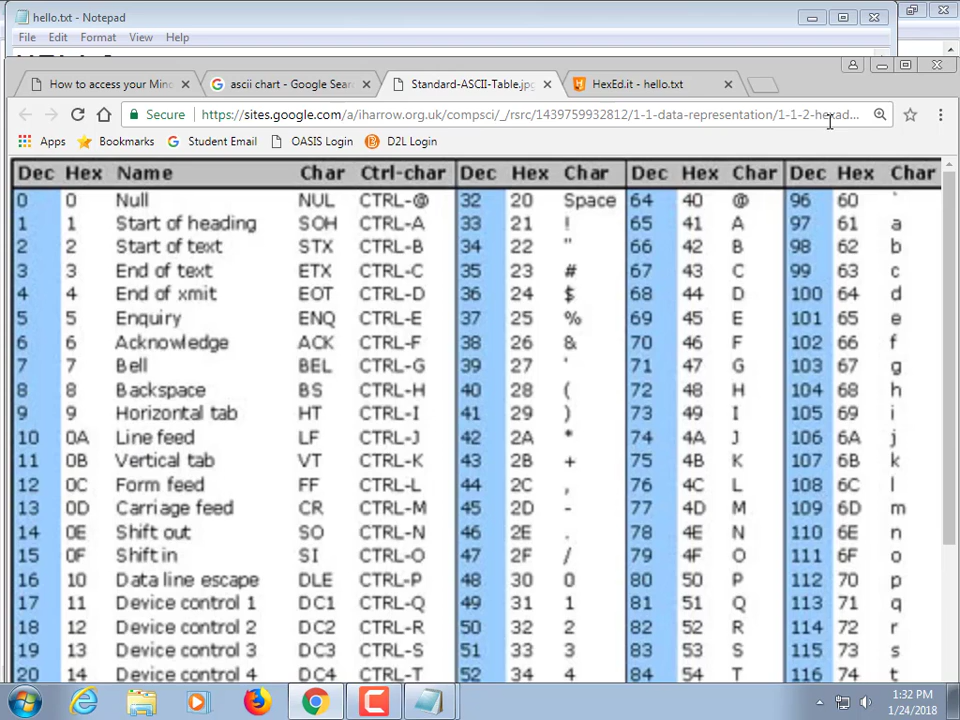 hello.txt - Notepad
File Edit Format View Help
How to access your Mind
ascii chart - Google Sear
Standard-ASCII-Table.jpg
HexEd.it - hello.txt
Secure https://sites.google.com/a/iharrow.org.uk/compsci/_/rsrc/1439759932812/1-1-data-representation/1-1-2-hexad...
Apps Bookmarks Student Email OASIS Login D2L Login
Dec Hex Name Char Ctrl-char Dec Hex Char Dec Hex Char Dec Hex Char
0 0 Null NUL CTRL-@ 32 20 Space 64 40 @ 96 60 `
1 1 Start of heading SOH CTRL-A 33 21 ! 65 41 A 97 61 a
2 2 Start of text STX CTRL-B 34 22 " 66 42 B 98 62 b
3 3 End of text ETX CTRL-C 35 23 # 67 43 C 99 63 c
4 4 End of xmit EOT CTRL-D 36 24 $ 68 44 D 100 64 d
5 5 Enquiry ENQ CTRL-E 37 25 % 69 45 E 101 65 e
6 6 Acknowledge ACK CTRL-F 38 26 & 70 46 F 102 66 f
7 7 Bell BEL CTRL-G 39 27 ' 71 47 G 103 67 g
8 8 Backspace BS CTRL-H 40 28 ( 72 48 H 104 68 h
9 9 Horizontal tab HT CTRL-I 41 29 ) 73 49 I 105 69 i
10 0A Line feed LF CTRL-J 42 2A * 74 4A J 106 6A j
11 0B Vertical tab VT CTRL-K 43 2B + 75 4B K 107 6B k
12 0C Form feed FF CTRL-L 44 2C , 76 4C L 108 6C l
13 0D Carriage feed CR CTRL-M 45 2D - 77 4D M 109 6D m
14 0E Shift out SO CTRL-N 46 2E . 78 4E N 110 6E n
15 0F Shift in SI CTRL-O 47 2F / 79 4F O 111 6F o
16 10 Data line escape DLE CTRL-P 48 30 0 80 50 P 112 70 p
17 11 Device control 1 DC1 CTRL-Q 49 31 1 81 51 Q 113 71 q
18 12 Device control 2 DC2 CTRL-R 50 32 2 82 52 R 114 72 r
19 13 Device control 3 DC3 CTRL-S 51 33 3 83 53 S 115 73 s
20 14 Device control 4 DC4 CTRL-T 52 34 4 84 54 T 116 74 t
1:32 PM
1/24/2018